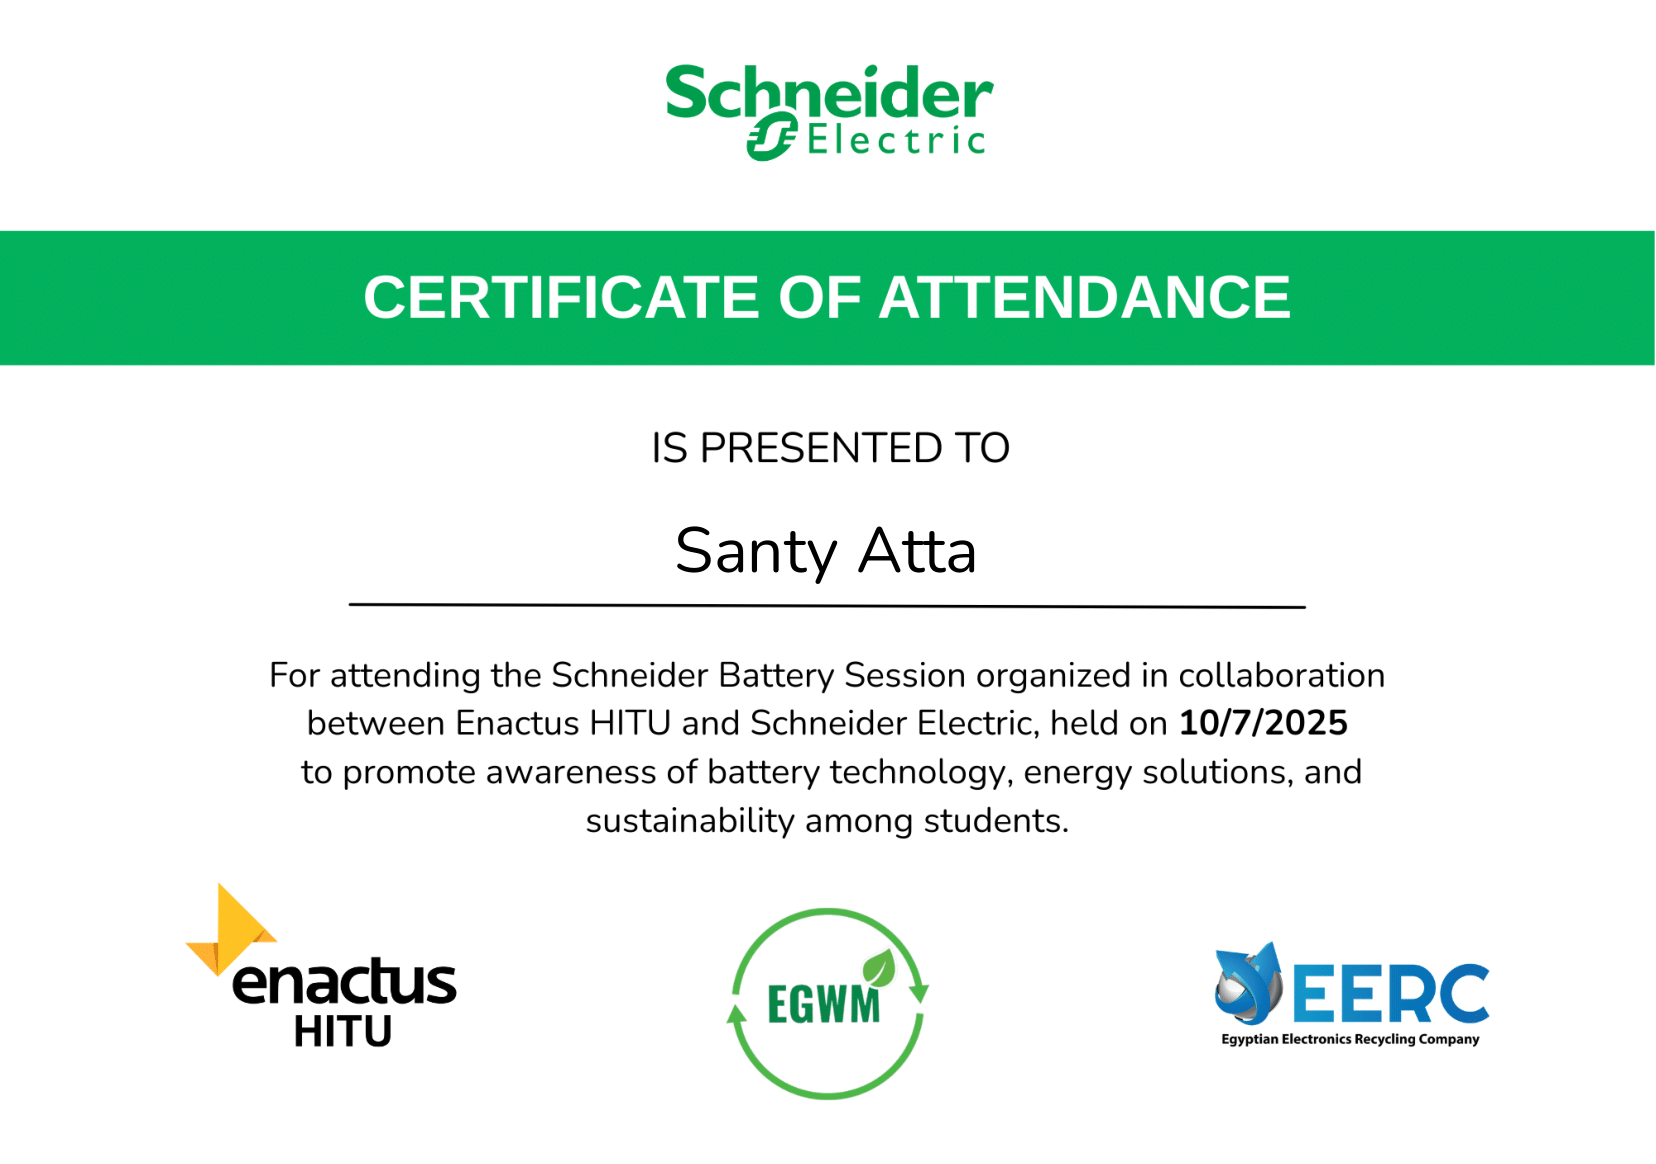 Schneider
Electric
CERTIFICATE OF ATTENDANCE
IS PRESENTED TO
Santy Atta
For attending the Schneider Battery Session organized in collaboration
between Enactus HITU and Schneider Electric, held on 10/7/2025
to promote awareness of battery technology, energy solutions, and
sustainability among students.
enactus
HITU
EGWM
EERC
Egyptian Electronics Recycling Company